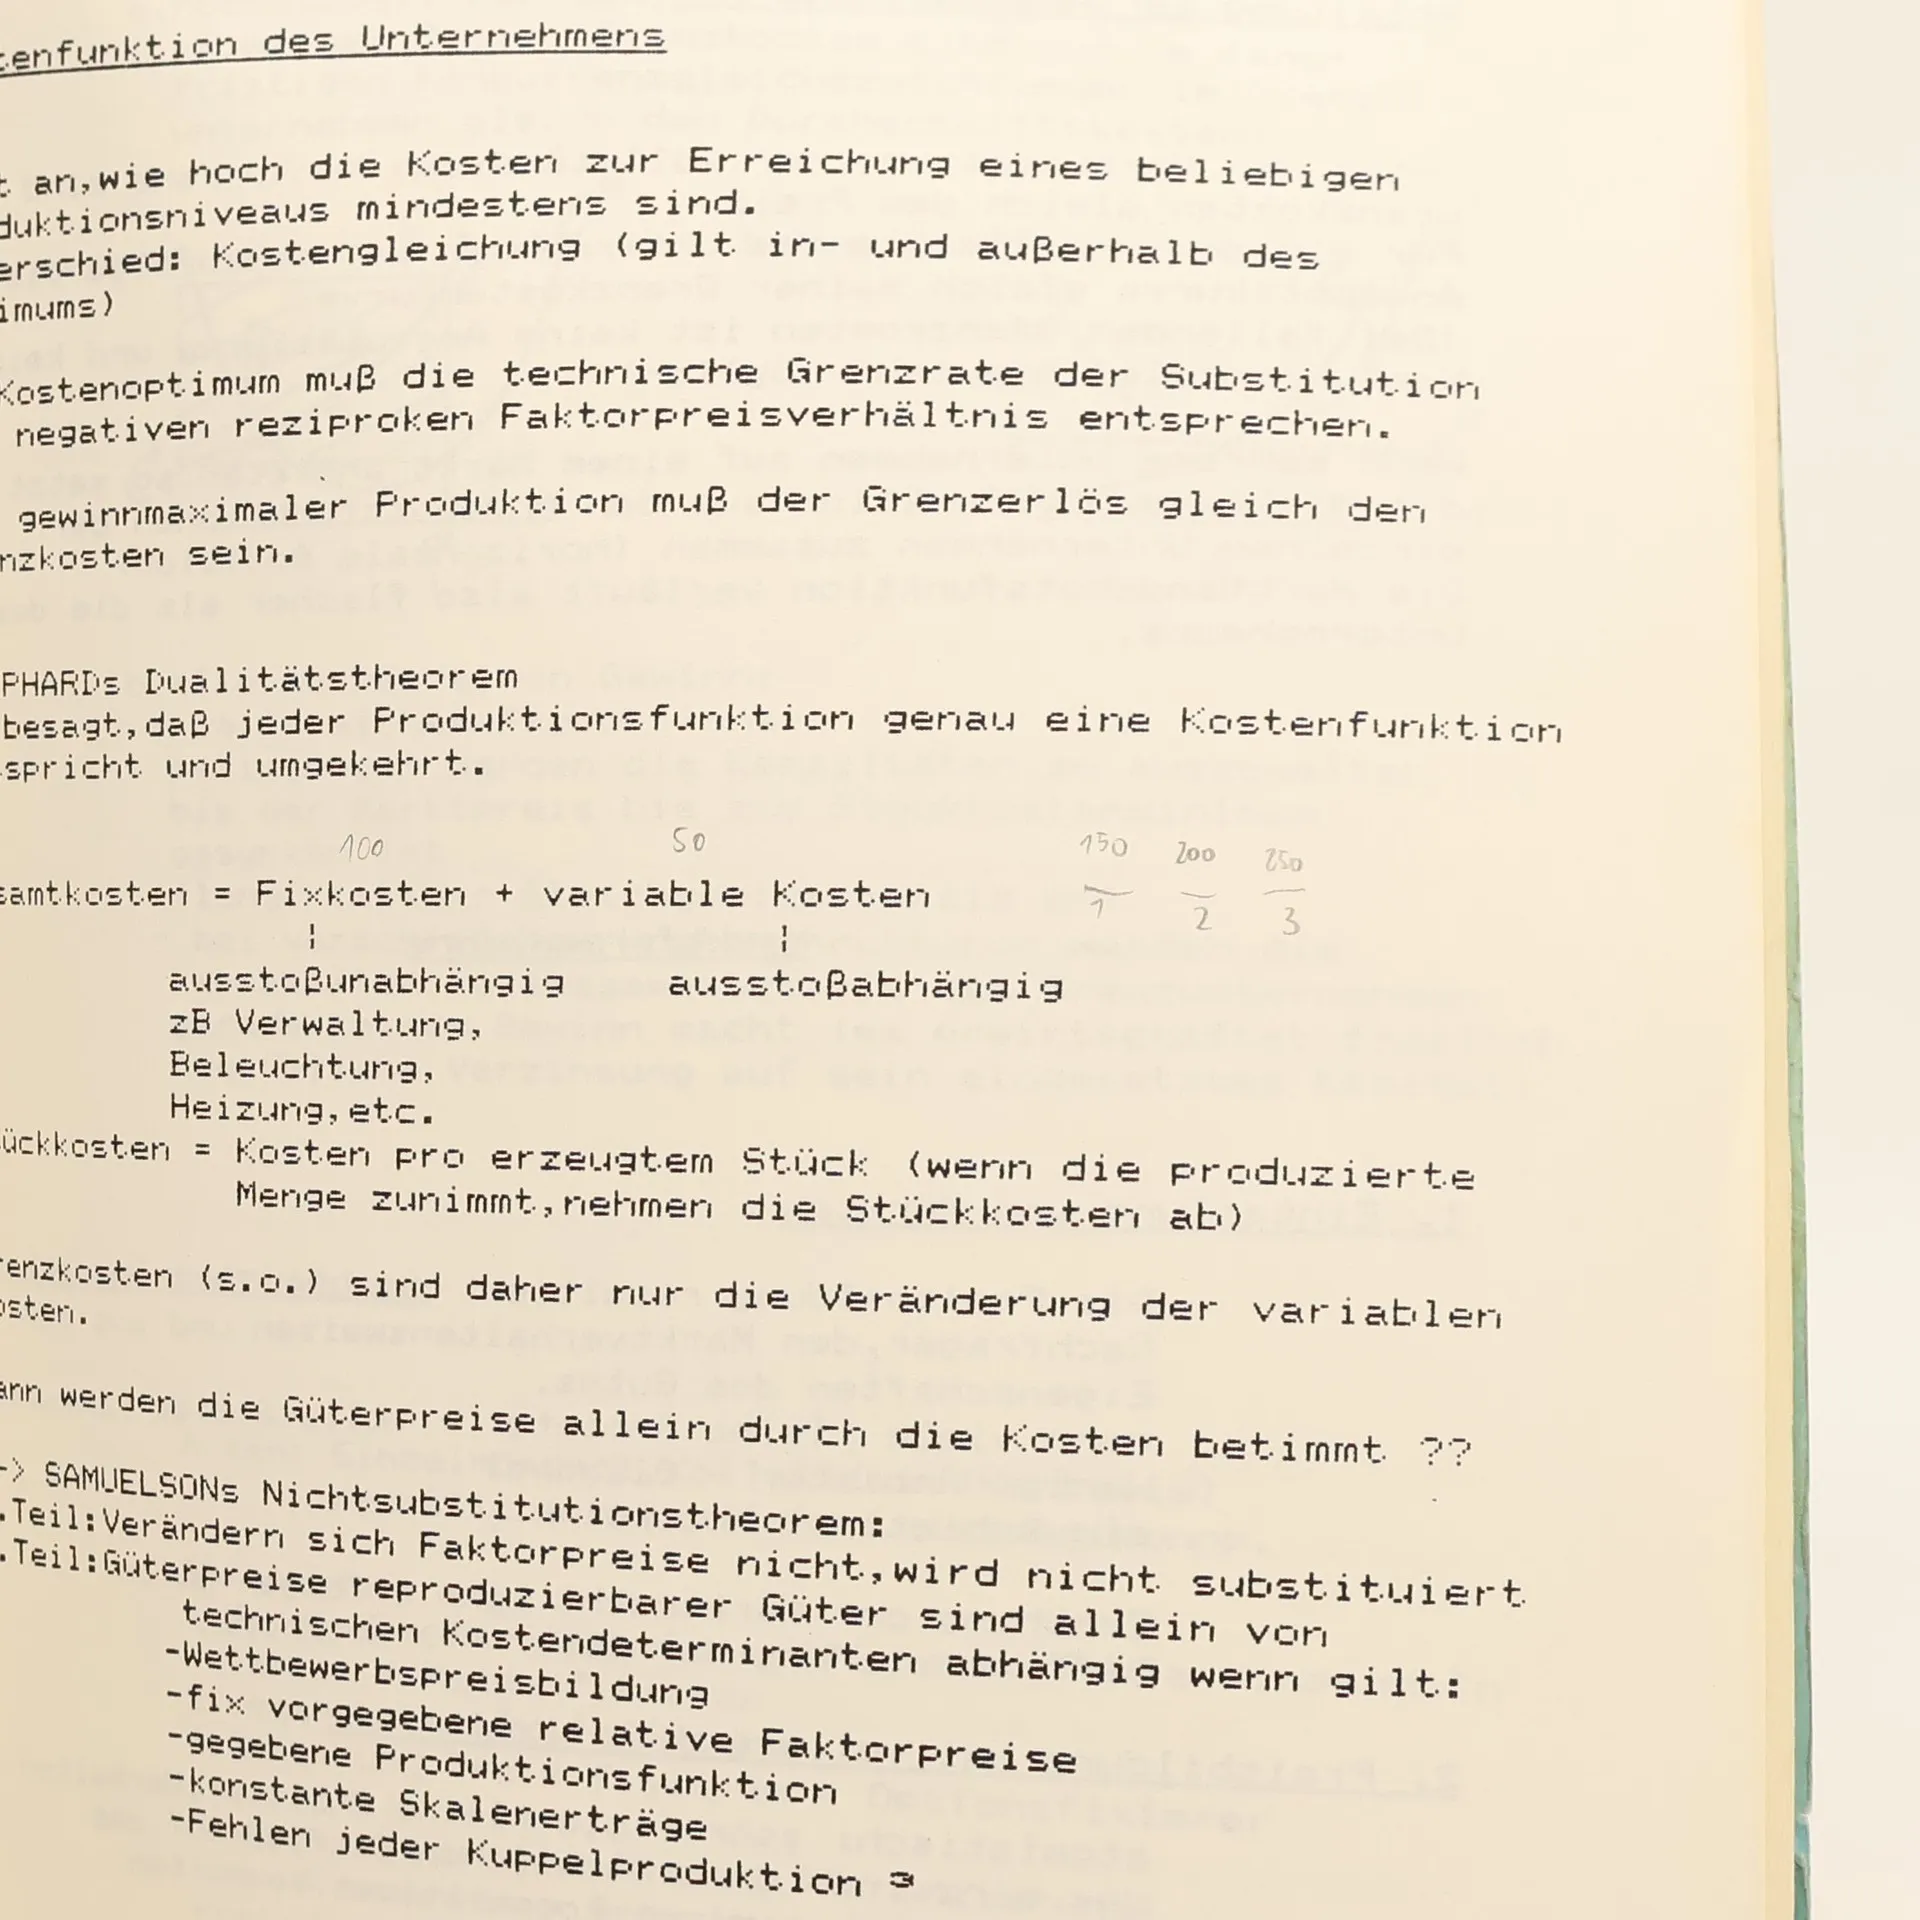 tenfunktion des Unternehmens
t an,wie hoch die Kosten zur Erreichung eines beliebigen
duktionsniveaus mindestens sind.
erschied: Kostengleichung (gilt in- und außerhalb des
imums)
Kostenoptimum muß die technische Grenzrate der Substitution
negativen reziproken Faktorpreisverhältnis entsprechen.
gewinnmaximaler Produktion muß der Grenzerlös gleich den
nzkosten sein.
PHARDs Dualitätstheorem
besagt,daß jeder Produktionsfunktion genau eine Kostenfunktion
spricht und umgekehrt.
100 50 150 200 250
samtkosten = Fixkosten + variable Kosten
1 2 3
ausstoßunabhängig ausstoßabhängig
zB Verwaltung,
Beleuchtung,
Heizung,etc.
ückkosten = Kosten pro erzeugtem Stück (wenn die produzierte
Menge zunimmt,nehmen die Stückkosten ab)
renzkosten (s.o.) sind daher nur die Veränderung der variablen
osten.
ann werden die Güterpreise allein durch die Kosten betimmt ??
-> SAMUELSONs Nichtsubstitutionstheorem:
.Teil:Verändern sich Faktorpreise nicht,wird nicht substituiert
.Teil:Güterpreise reproduzierbarer Güter sind allein von
technischen Kostendeterminanten abhängig wenn gilt:
-Wettbewerbspreisbildung
-fix vorgegebene relative Faktorpreise
-gegebene Produktionsfunktion
-konstante Skalenerträge
-Fehlen jeder Kuppelproduktion